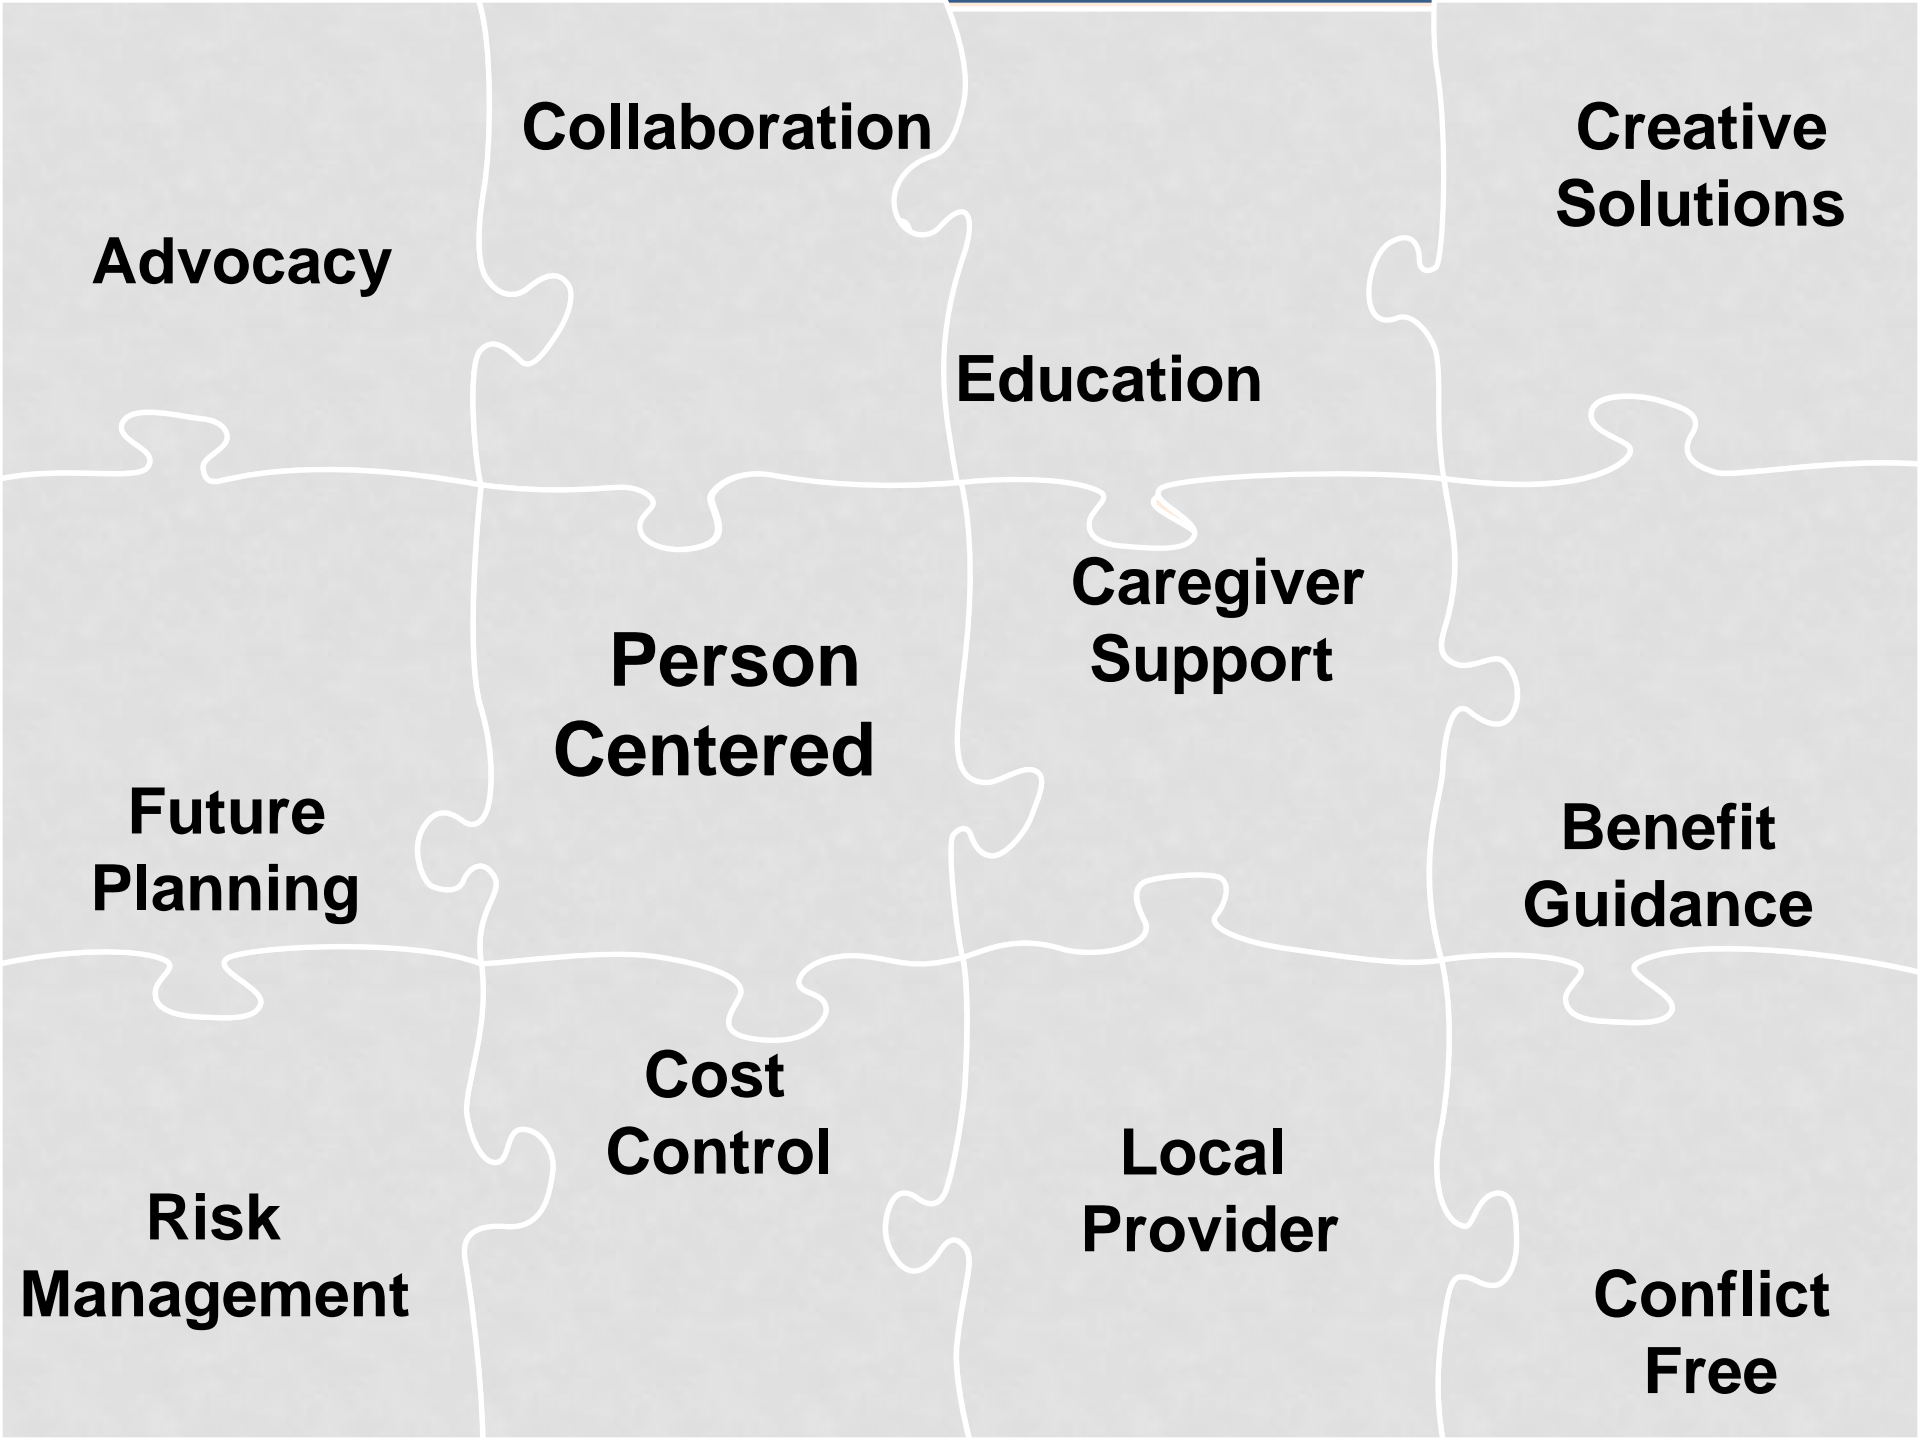 Advocacy
Collaboration
Education
Creative
Solutions
Future
Planning
Person
Centered
Caregiver
Support
Benefit
Guidance
Risk
Management
Cost
Control
Local
Provider
Conflict
Free